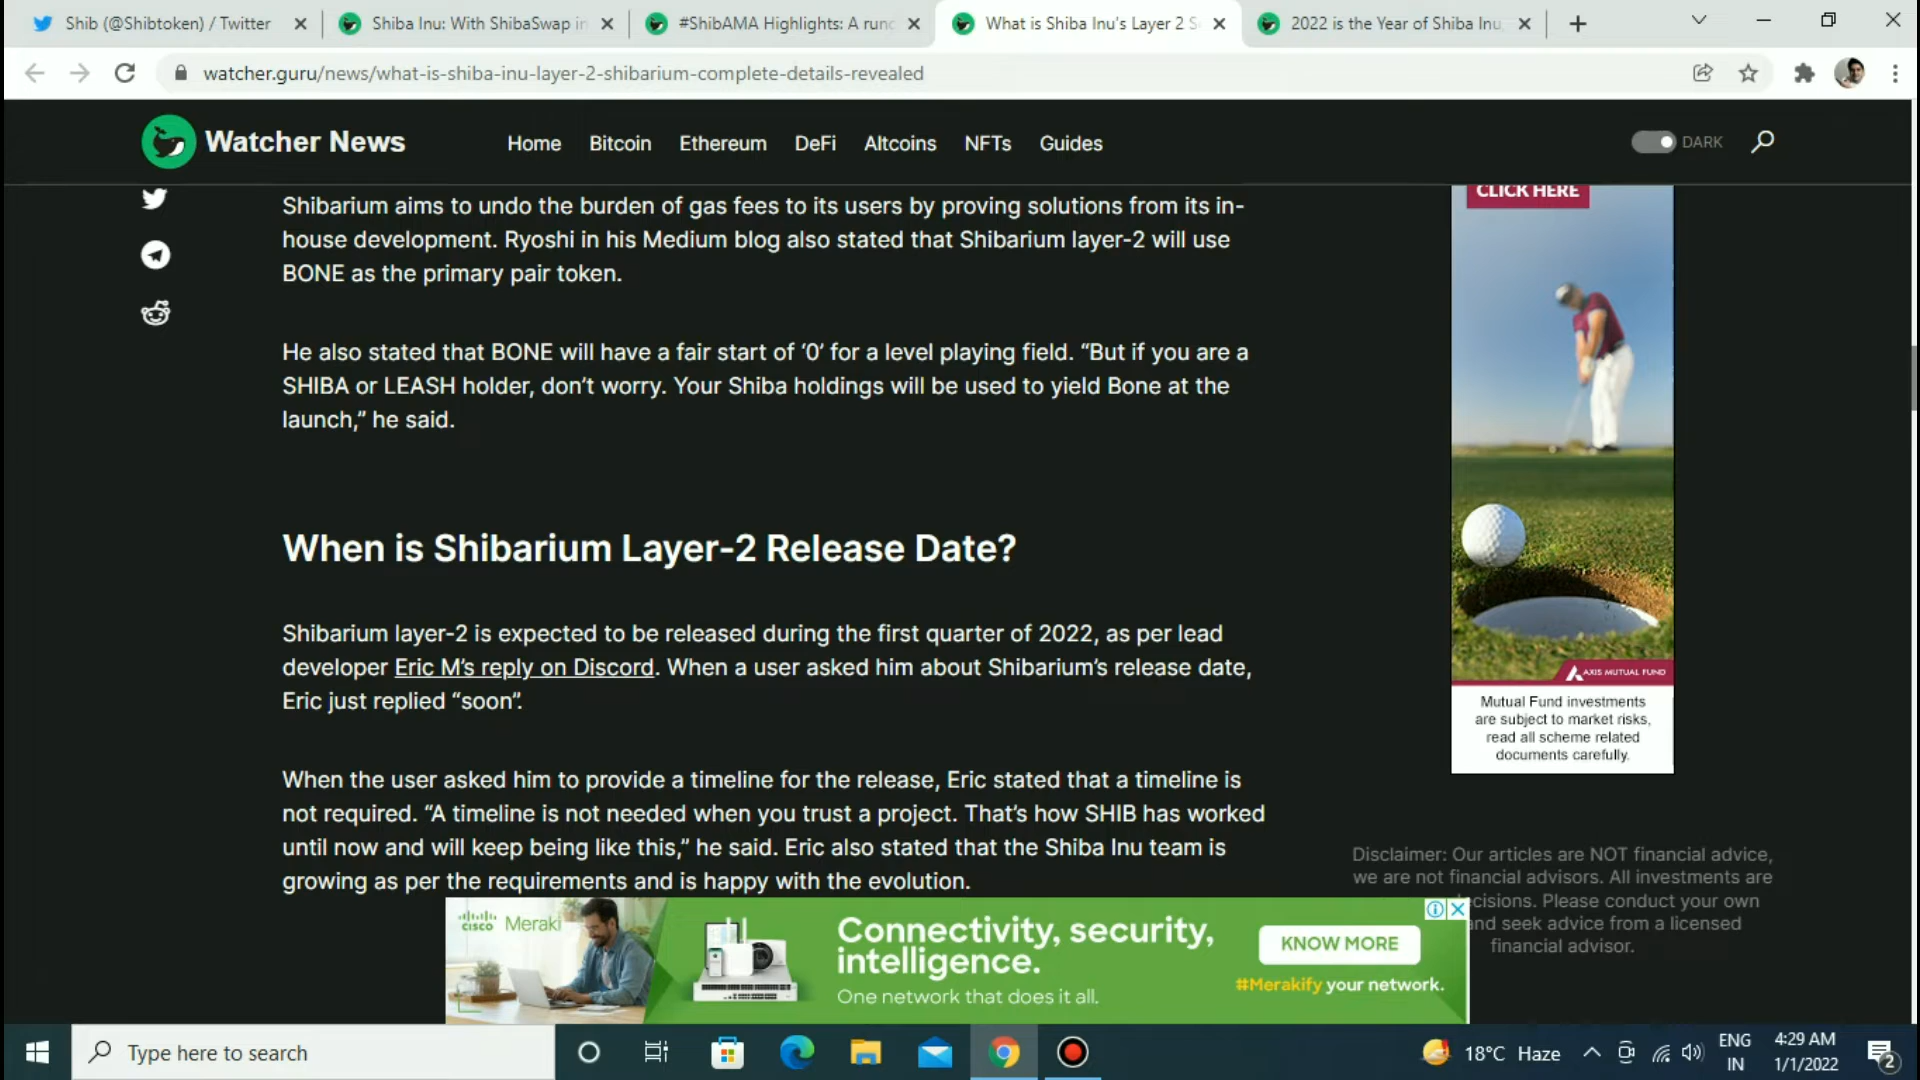 Shib (@Shibtoken) / Twitter
Shiba Inu: With ShibaSwap in
#ShibAMA Highlights: A run
What is Shiba Inu's Layer 2 S
2022 is the Year of Shiba Inu,
watcher.guru/news/what-is-shiba-inu-layer-2-shibarium-complete-details-revealed
Watcher News
Home Bitcoin Ethereum DeFi Altcoins NFTs Guides
DARK
Shibarium aims to undo the burden of gas fees to its users by proving solutions from its in-
house development. Ryoshi in his Medium blog also stated that Shibarium layer-2 will use
BONE as the primary pair token.
He also stated that BONE will have a fair start of ‘0’ for a level playing field. “But if you are a
SHIBA or LEASH holder, don’t worry. Your Shiba holdings will be used to yield Bone at the
launch,” he said.
When is Shibarium Layer-2 Release Date?
Shibarium layer-2 is expected to be released during the first quarter of 2022, as per lead
developer Eric M’s reply on Discord. When a user asked him about Shibarium’s release date,
Eric just replied “soon”.
When the user asked him to provide a timeline for the release, Eric stated that a timeline is
not required. “A timeline is not needed when you trust a project. That’s how SHIB has worked
until now and will keep being like this,” he said. Eric also stated that the Shiba Inu team is
growing as per the requirements and is happy with the evolution.
CLICK HERE
AXIS MUTUAL FUND
Mutual Fund investments
are subject to market risks,
read all scheme related
documents carefully.
Disclaimer: Our articles are NOT financial advice,
we are not financial advisors. All investments are
cisions. Please conduct your own
and seek advice from a licensed
financial advisor.
CISCO Meraki
Connectivity, security,
intelligence.
One network that does it all.
KNOW MORE
#Merakify your network.
Type here to search
18°C Haze
ENG
IN
4:29 AM
1/1/2022
2